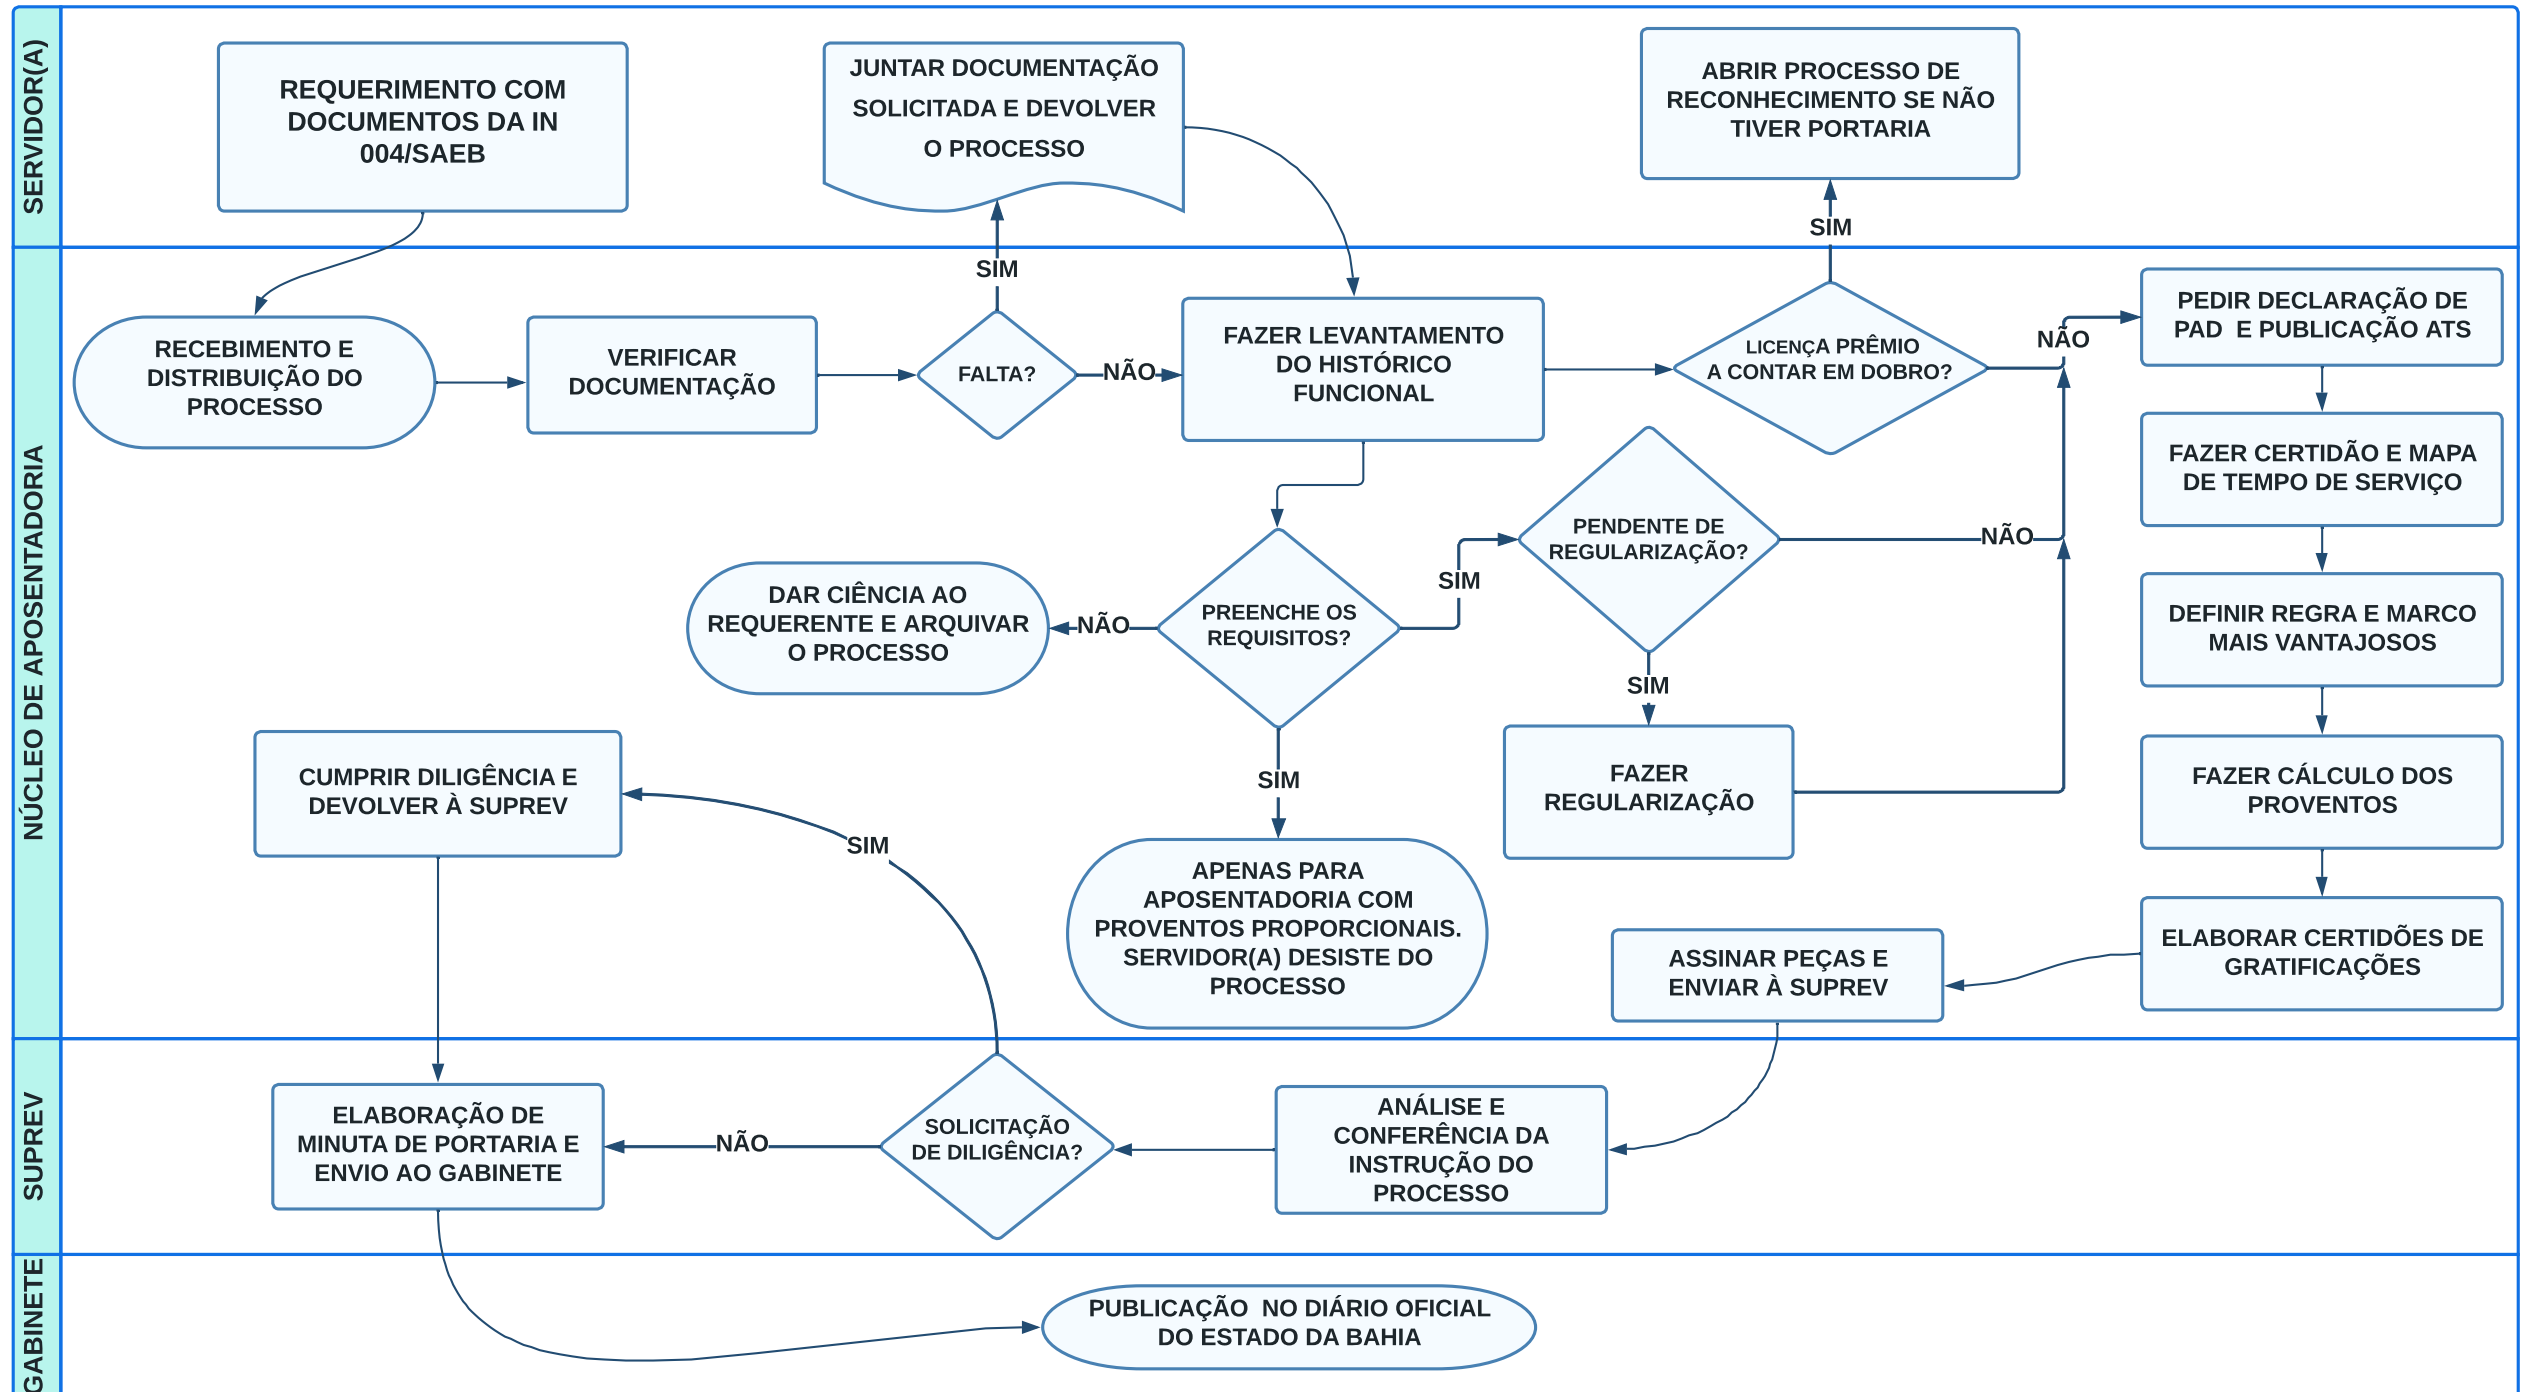 SERVIDOR(A)
REQUERIMENTO COM
DOCUMENTOS DA IN
004/SAEB
JUNTAR DOCUMENTAÇÃO
SOLICITADA E DEVOLVER
O PROCESSO
ABRIR PROCESSO DE
RECONHECIMENTO SE NÃO
TIVER PORTARIA
SIM
SIM
NÚCLEO DE APOSENTADORIA
RECEBIMENTO E
DISTRIBUIÇÃO DO
PROCESSO
VERIFICAR
DOCUMENTAÇÃO
FALTA?
NÃO
FAZER LEVANTAMENTO
DO HISTÓRICO
FUNCIONAL
LICENÇA PRÊMIO
A CONTAR EM DOBRO?
NÃO
PEDIR DECLARAÇÃO DE
PAD  E PUBLICAÇÃO ATS
FAZER CERTIDÃO E MAPA
DE TEMPO DE SERVIÇO
PENDENTE DE
REGULARIZAÇÃO?
NÃO
SIM
DAR CIÊNCIA AO
REQUERENTE E ARQUIVAR
O PROCESSO
NÃO
PREENCHE OS
REQUISITOS?
DEFINIR REGRA E MARCO
MAIS VANTAJOSOS
SIM
CUMPRIR DILIGÊNCIA E
DEVOLVER À SUPREV
SIM
FAZER
REGULARIZAÇÃO
FAZER CÁLCULO DOS
PROVENTOS
SIM
APENAS PARA
APOSENTADORIA COM
PROVENTOS PROPORCIONAIS.
SERVIDOR(A) DESISTE DO
PROCESSO
ASSINAR PEÇAS E
ENVIAR À SUPREV
ELABORAR CERTIDÕES DE
GRATIFICAÇÕES
SUPREV
ELABORAÇÃO DE
MINUTA DE PORTARIA E
ENVIO AO GABINETE
NÃO
SOLICITAÇÃO
DE DILIGÊNCIA?
ANÁLISE E
CONFERÊNCIA DA
INSTRUÇÃO DO
PROCESSO
GABINETE
PUBLICAÇÃO  NO DIÁRIO OFICIAL
DO ESTADO DA BAHIA